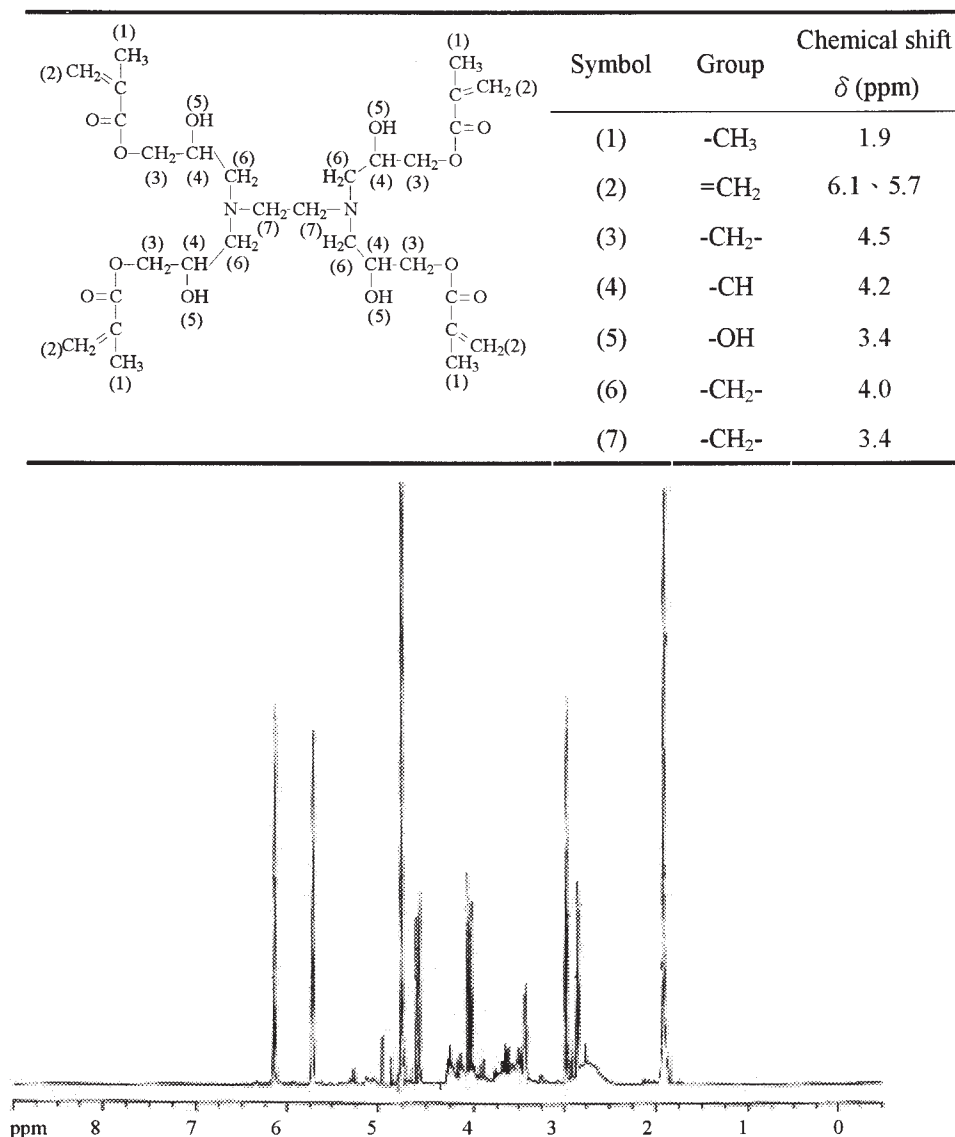 (1) (1)
CH3 CH3
(2)CH2 CH2(2)
(5) (5)
O=C OH OH C=O
(6) (6)
O–CH2–CH CH–CH2–O
(3) (4) CH2 H2C (4) (3)
N–CH2–CH2–N
(7) (7)
(3) (4) CH2 H2C (4) (3)
O–CH2–CH (6) (6) CH–CH2–O
O=C OH OH C=O
(5) (5)
(2)CH2 CH2(2)
CH3 CH3
(1) (1)
Symbol Group Chemical shift
δ (ppm)
(1) -CH3 1.9
(2) =CH2 6.1、5.7
(3) -CH2- 4.5
(4) -CH 4.2
(5) -OH 3.4
(6) -CH2- 4.0
(7) -CH2- 3.4
ppm 8 7 6 5 4 3 2 1 0